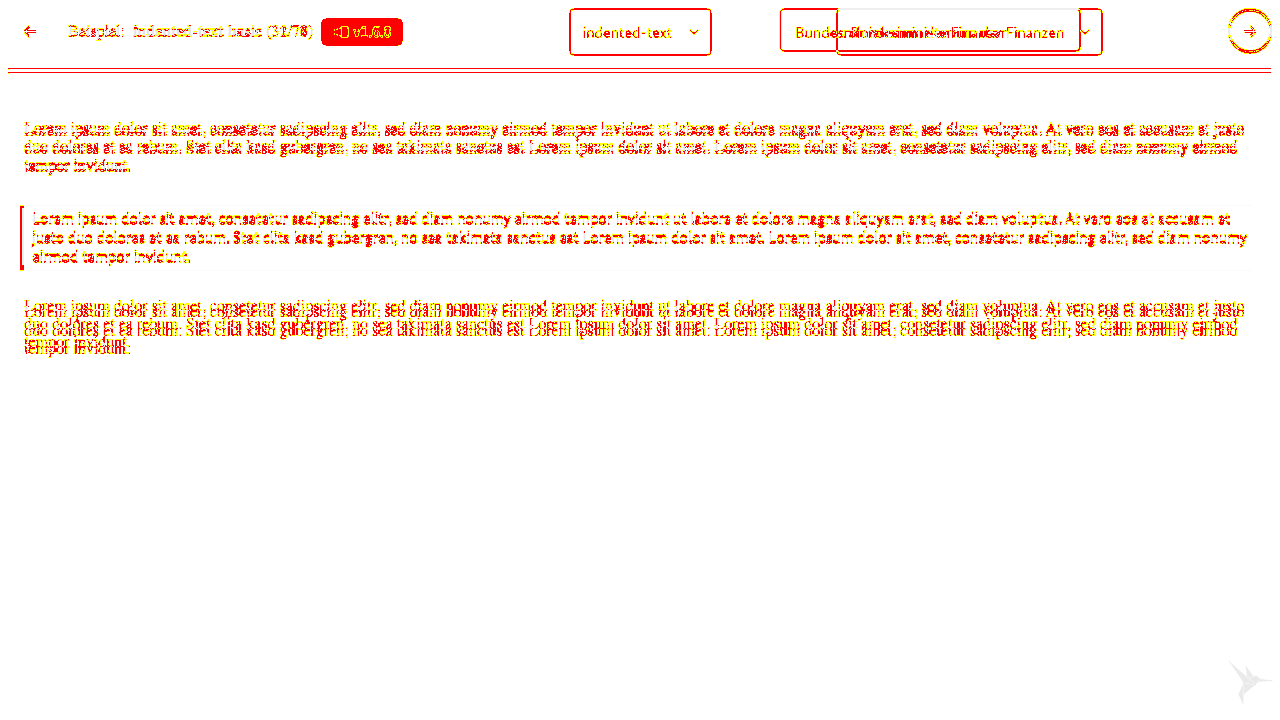 Beispiel: indented-text basic (31/78) v1.6.0
indented-text
Bundesministerium Finanzen
Lorem ipsum dolor sit amet, consetetur sadipscing elitr, sed diam nonumy eirmod tempor invidunt ut labore et dolore magna aliquyam erat, sed diam voluptua. At vero eos et accusam et justo
duo dolores et ea rebum. Stet clita kasd gubergren, no sea takimata sanctus est Lorem ipsum dolor sit amet. Lorem ipsum dolor sit amet, consetetur sadipscing elitr, sed diam nonumy eirmod
tempor invidunt.
Lorem ipsum dolor sit amet, consetetur sadipscing elitr, sed diam nonumy eirmod tempor invidunt ut labore et dolore magna aliquyam erat, sed diam voluptua. At vero eos et accusam et
justo duo dolores et ea rebum. Stet clita kasd gubergren, no sea takimata sanctus est Lorem ipsum dolor sit amet. Lorem ipsum dolor sit amet, consetetur sadipscing elitr, sed diam nonumy
eirmod tempor invidunt.
Lorem ipsum dolor sit amet, consetetur sadipscing elitr, sed diam nonumy eirmod tempor invidunt ut labore et dolore magna aliquyam erat, sed diam voluptua. At vero eos et accusam et justo
duo dolores et ea rebum. Stet clita kasd gubergren, no sea takimata sanctus est Lorem ipsum dolor sit amet. Lorem ipsum dolor sit amet, consetetur sadipscing elitr, sed diam nonumy eirmod
tempor invidunt.